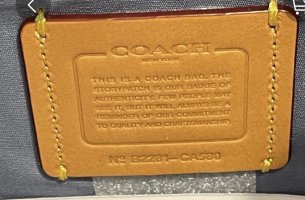 COACH
NEW YORK
THIS IS A COACH BAG. THE
STORYPATCH IS OUR BADGE OF
AUTHENTICITY. FEW PEOPLE MAY
SEE IT, BUT IT WILL ALWAYS BE A
REMINDER OF OUR COMMITMENT
TO QUALITY AND CRAFTSMANSHIP.
Nº B2281-CA580